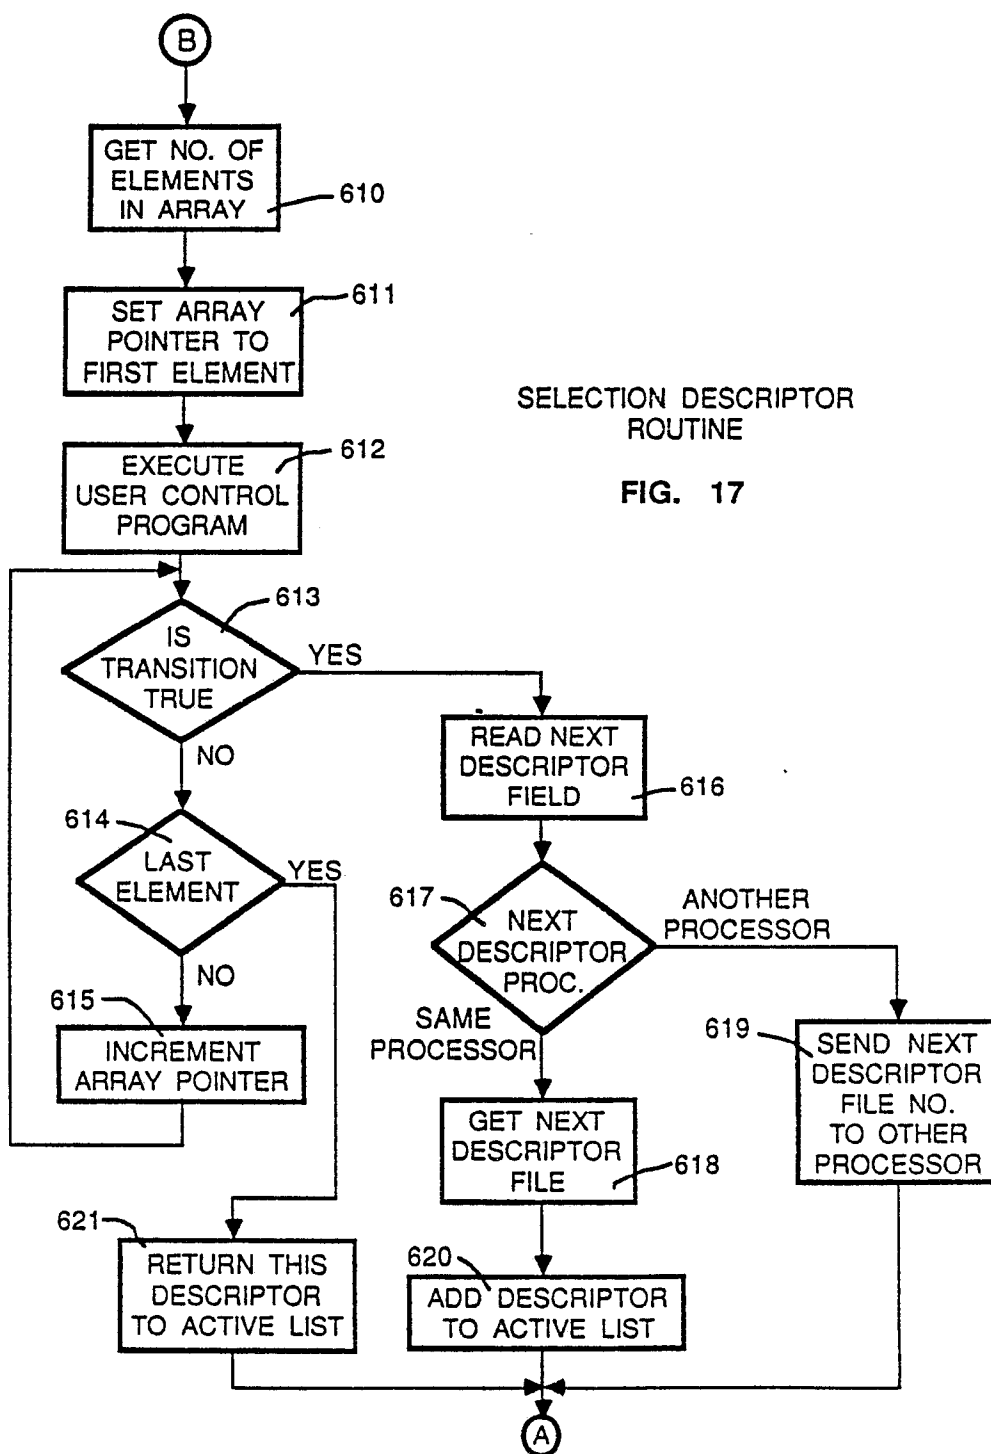 B
GET NO. OF
ELEMENTS
IN ARRAY
610
SET ARRAY
POINTER TO
FIRST ELEMENT
611
SELECTION DESCRIPTOR
ROUTINE
FIG. 17
EXECUTE
USER CONTROL
PROGRAM
612
IS
TRANSITION
TRUE
613
YES
NO
READ NEXT
DESCRIPTOR
FIELD
616
614
LAST
ELEMENT
YES
NO
617
NEXT
DESCRIPTOR
PROC.
ANOTHER
PROCESSOR
SAME
PROCESSOR
615
INCREMENT
ARRAY POINTER
619
SEND NEXT
DESCRIPTOR
FILE NO.
TO OTHER
PROCESSOR
GET NEXT
DESCRIPTOR
FILE
618
621
RETURN THIS
DESCRIPTOR
TO ACTIVE LIST
620
ADD DESCRIPTOR
TO ACTIVE LIST
A